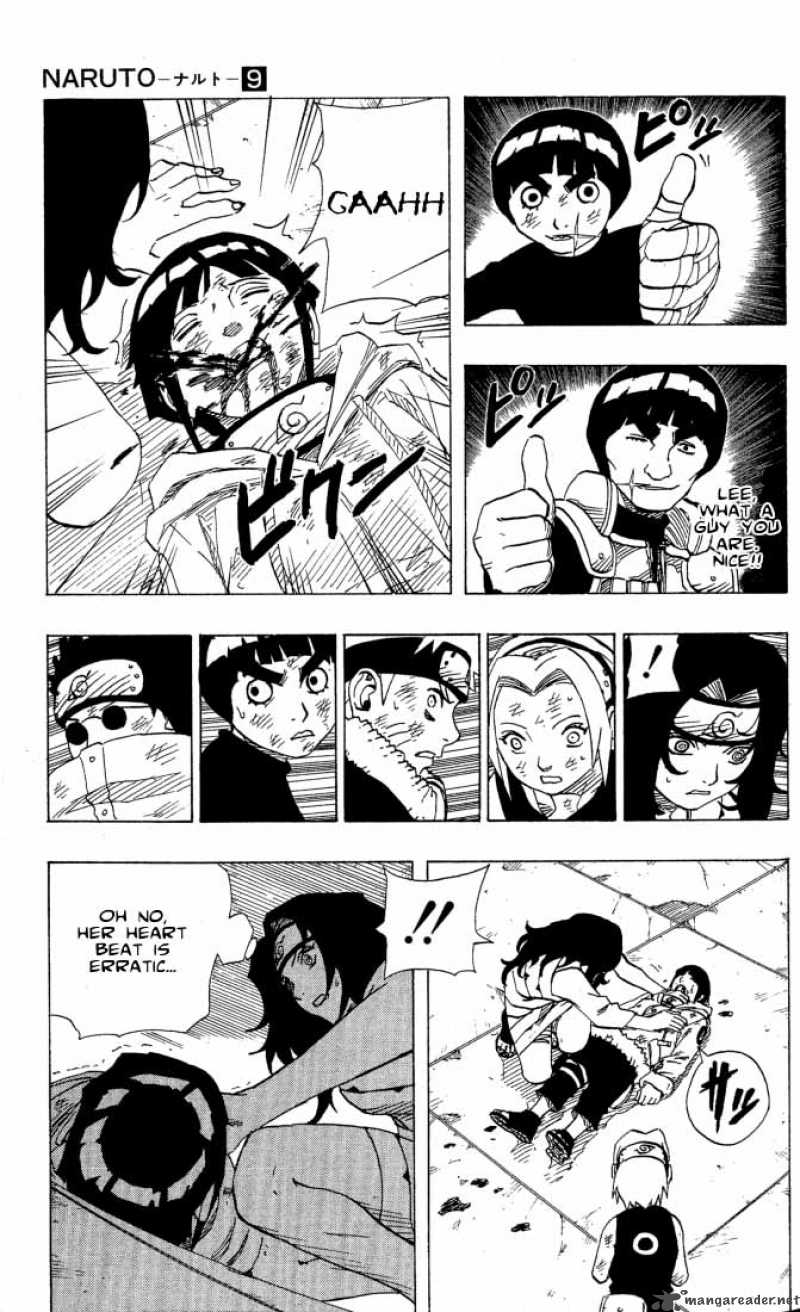 NARUTO—ナルト—9
ピッ
ピッ
LEE,
WHAT A
GUY YOU
ARE.
NICE!!
GAAHH
ビクン
!
!!
OH NO,
HER HEART
BEAT IS
ERRATIC...
ザッ
mangareader.net